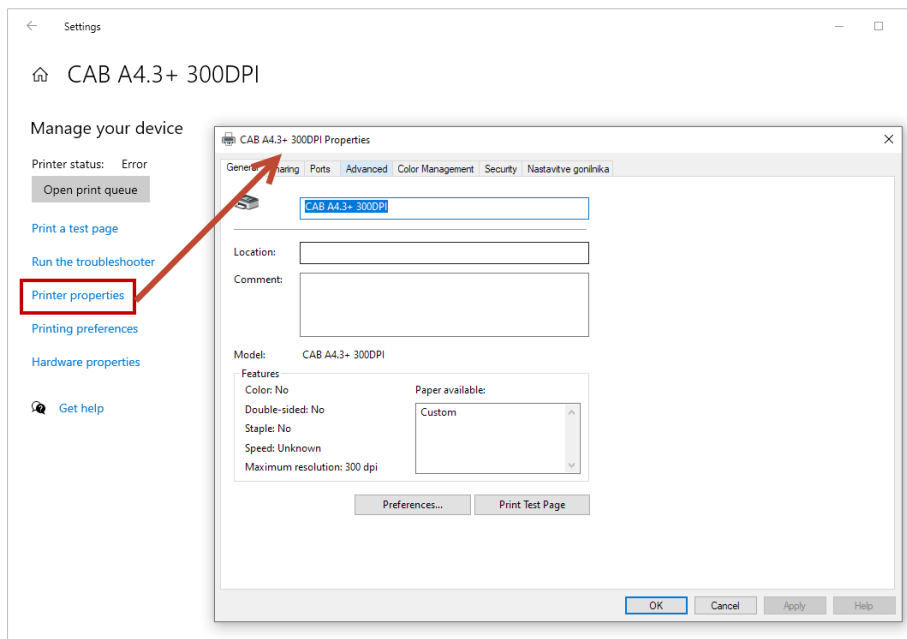 Settings
CAB A4.3+ 300DPI
Manage your device
Printer status: Error
Open print queue
Print a test page
Run the troubleshooter
Printer properties
Printing preferences
Hardware properties
Get help
CAB A4.3+ 300DPI Properties
General Sharing Ports Advanced Color Management Security Nastavitve gonilnika
CAB A4.3+ 300DPI
Location:
Comment:
Model: CAB A4.3+ 300DPI
Features
Color: No
Double-sided: No
Staple: No
Speed: Unknown
Maximum resolution: 300 dpi
Paper available:
Custom
Preferences... Print Test Page
OK Cancel Apply Help